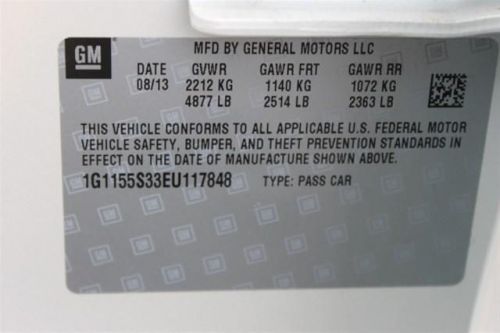 GM
MFD BY GENERAL MOTORS LLC
DATE GVWR GAWR FRT GAWR RR
08/13 2212 KG 1140 KG 1072 KG
4877 LB 2514 LB 2363 LB
THIS VEHICLE CONFORMS TO ALL APPLICABLE U.S. FEDERAL MOTOR
VEHICLE SAFETY, BUMPER, AND THEFT PREVENTION STANDARDS IN
EFFECT ON THE DATE OF MANUFACTURE SHOWN ABOVE.
1G1155S33EU117848 TYPE: PASS CAR